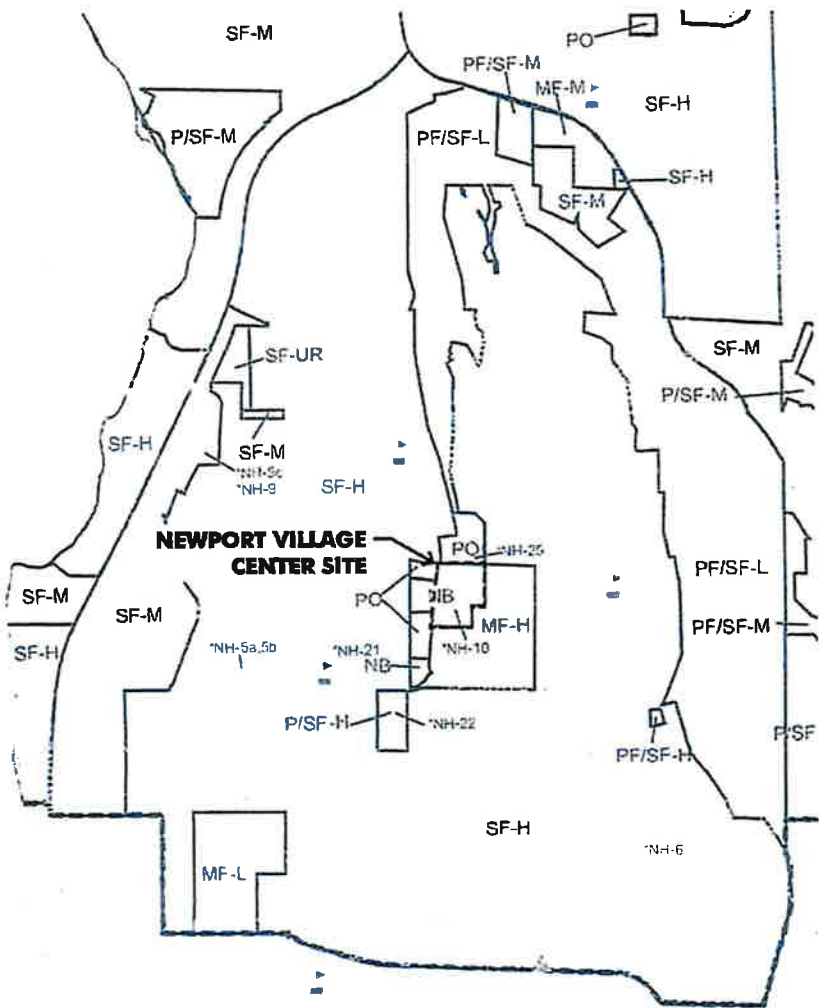 SF-M
PO
PF/SF-M
MF-M
SF-H
P/SF-M
PF/SF-L
SF-H
SF-M
SF-UR
SF-M
P/SF-M
SF-H
SF-M
*NH-9
SF-H
NEWPORT VILLAGE
CENTER SITE
PO
*NH-25
PF/SF-L
SF-M
SF-M
PO
NB
MF-H
PF/SF-M
SF-H
*NH-5a,5b
*NH-21
NB
*NH-10
P/SF-H
*NH-22
PF/SF-H
P/SF
SF-H
*NH-6
MF-L